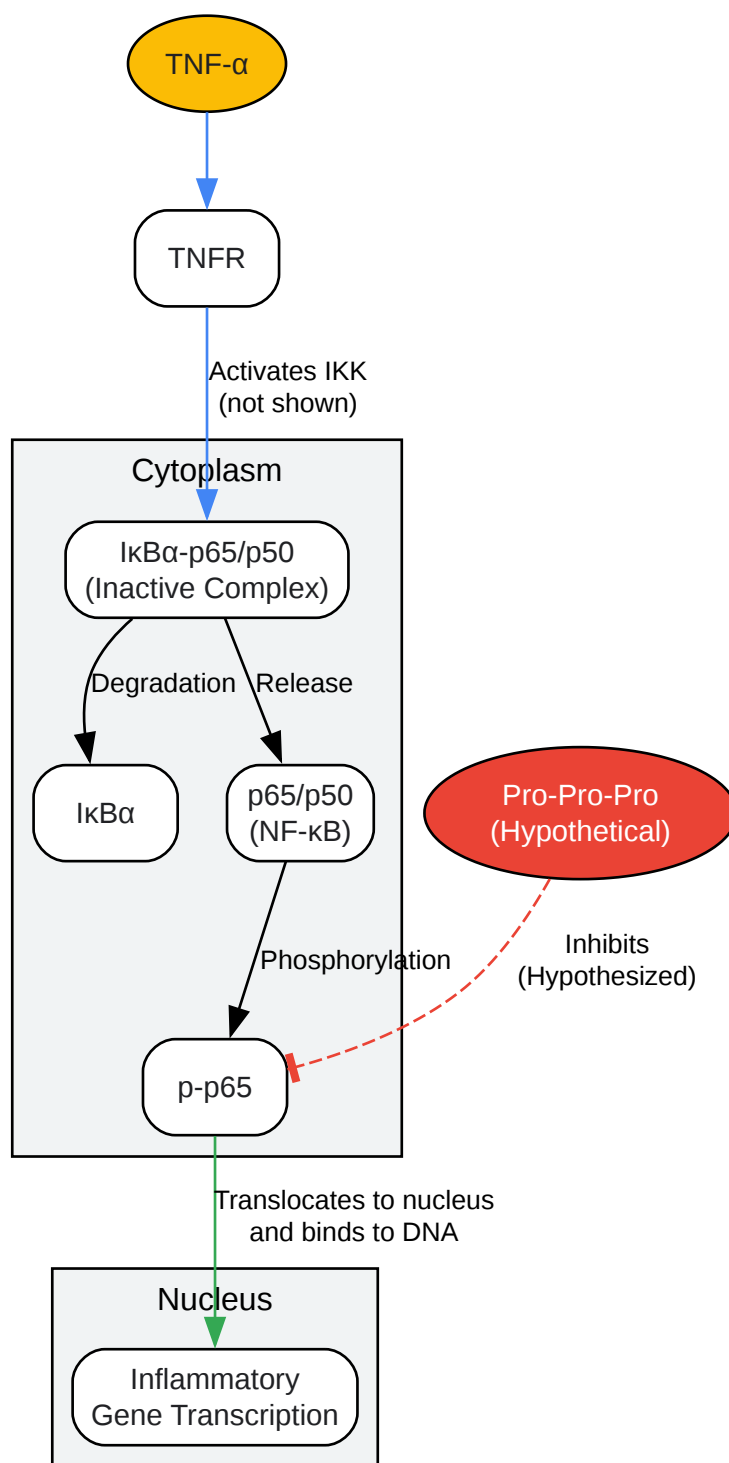 TNF-α
TNFR
Activates IKK
(not shown)
Cytoplasm
IκBα-p65/p50
(Inactive Complex)
Degradation
Release
IκBα
p65/p50
(NF-κB)
Pro-Pro-Pro
(Hypothetical)
Inhibits
(Hypothesized)
Phosphorylation
p-p65
Translocates to nucleus
and binds to DNA
Nucleus
Inflammatory
Gene Transcription